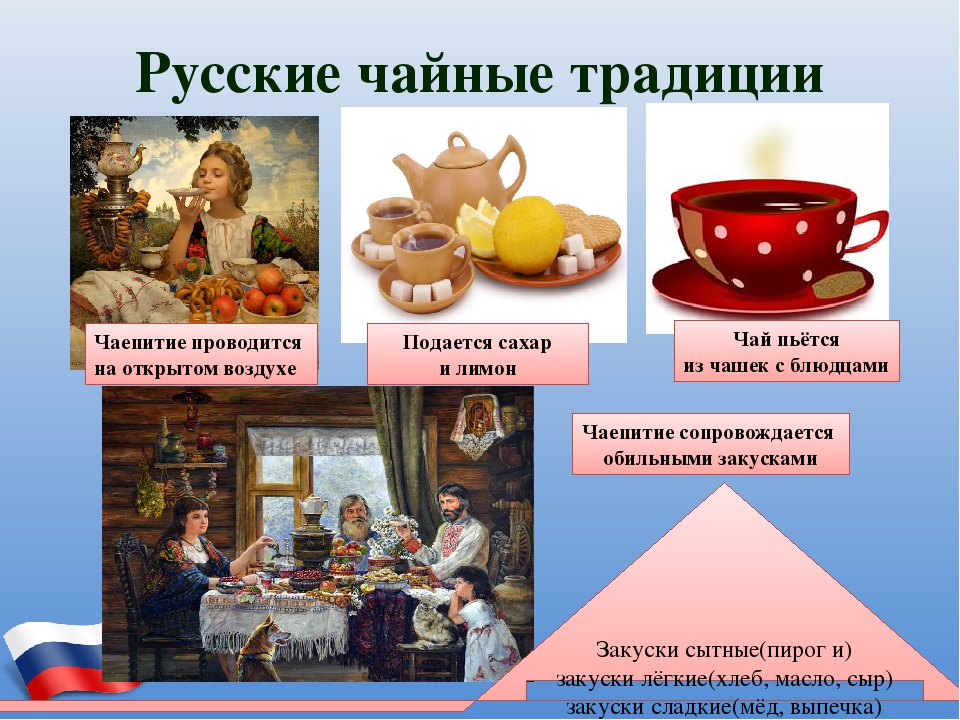 Русские чайные традиции
Чаепитие проводится
на открытом воздухе
Подается сахар
и лимон
Чай пьётся
из чашек с блюдцами
Чаепитие сопровождается
обильными закусками
Закуски сытные(пирог и)
- закуски лёгкие(хлеб, масло, сыр)
закуски сладкие(мёд, выпечка)